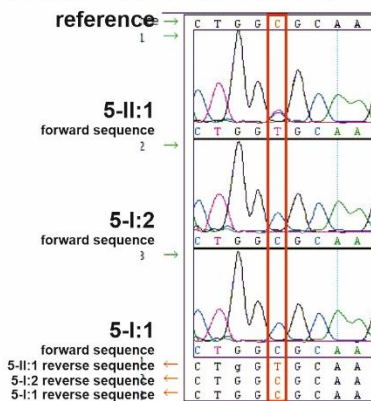 reference → C T G G C G C A A
1
5-II:1
forward sequence C T G G T G C A A
2 →
5-I:2
forward sequence C T G G C G C A A
3 →
5-I:1
forward sequence C T G G C G C A A
5-II:1 reverse sequence ← C T g G T G C A A
5-I:2 reverse sequence ← C T G G C G C A A
5-I:1 reverse sequence ← C T G G C G C A A